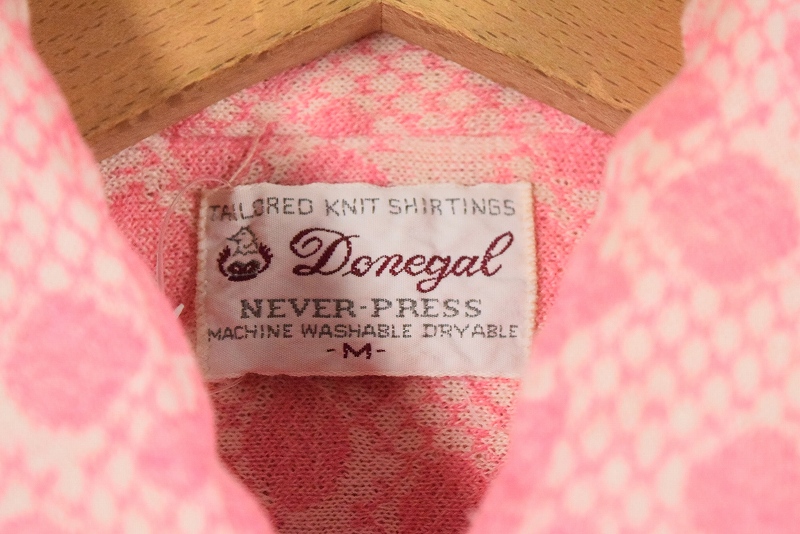 TAILORED KNIT SHIRTINGS
Donegal
NEVER-PRESS
MACHINE WASHABLE DRYABLE
-M-